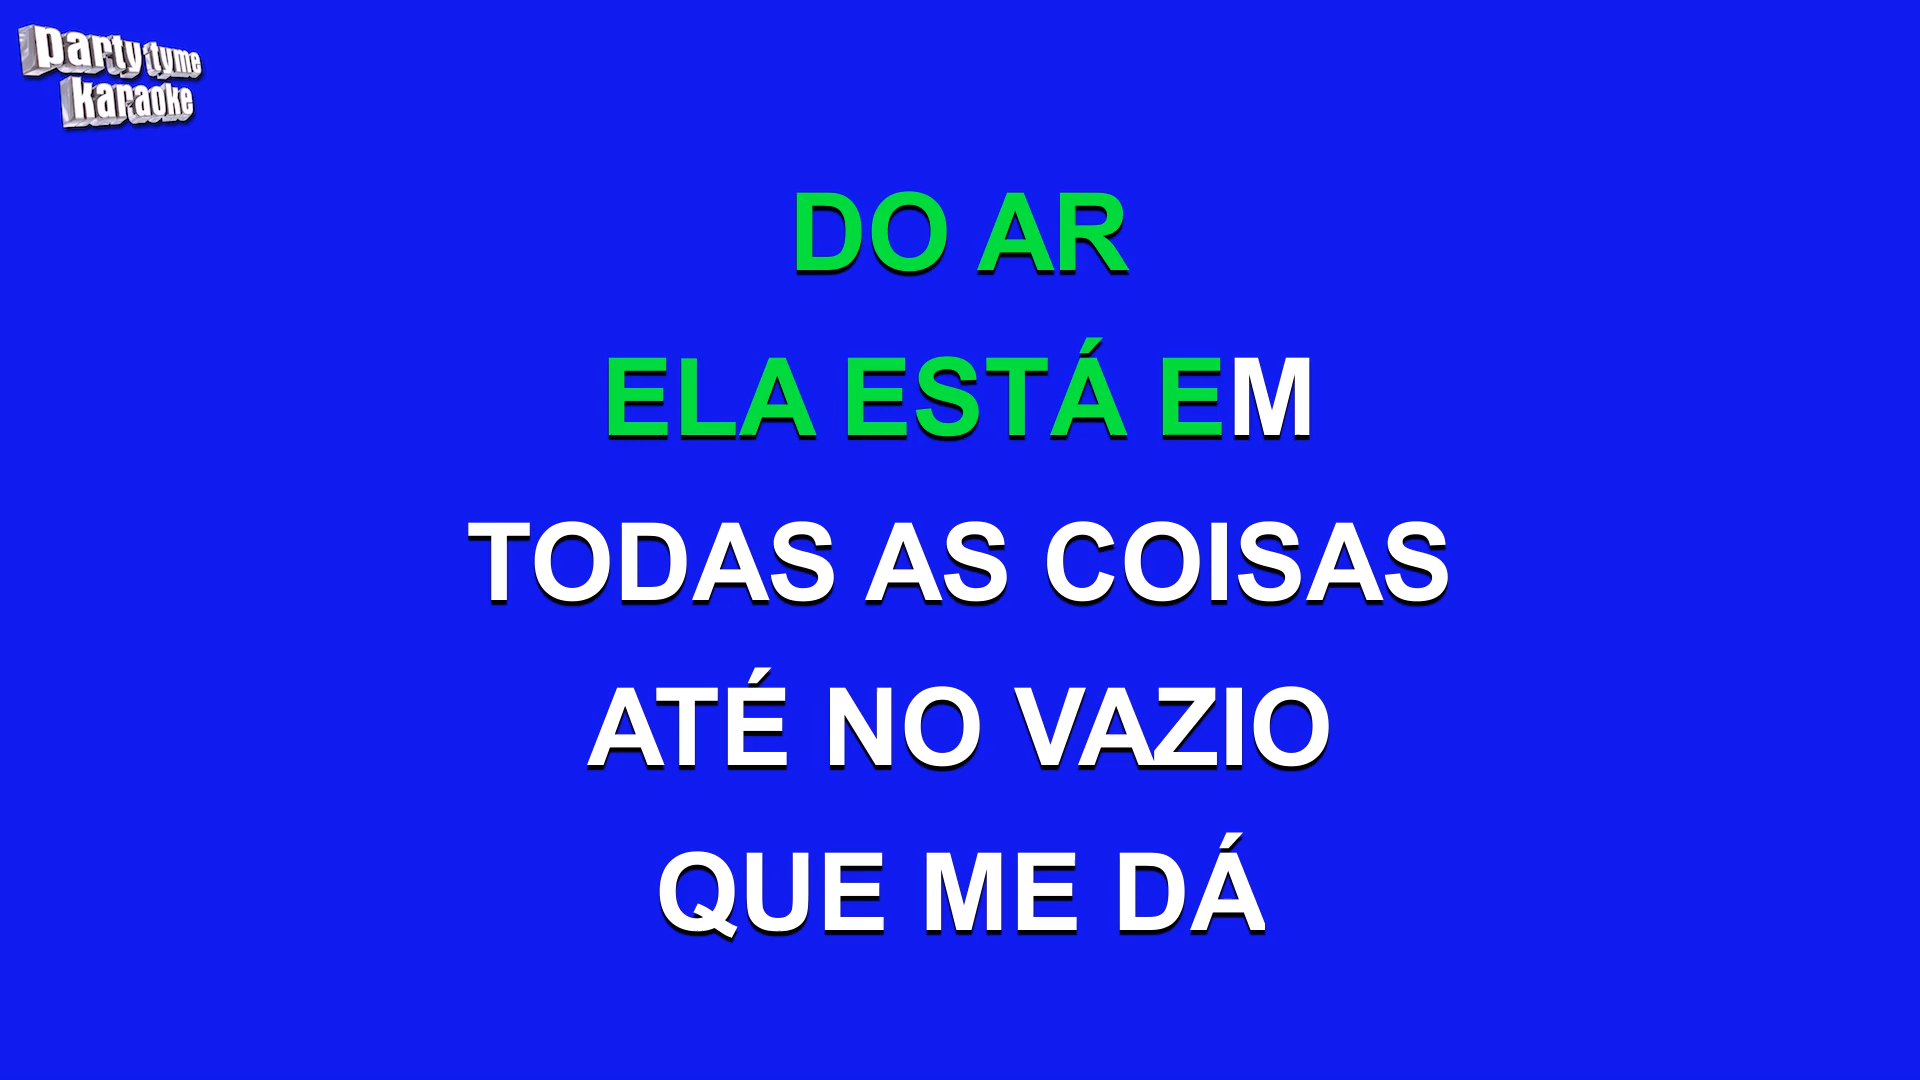 party tyme
karaoke
DO AR
ELA ESTÁ EM
TODAS AS COISAS
ATÉ NO VAZIO
QUE ME DÁ